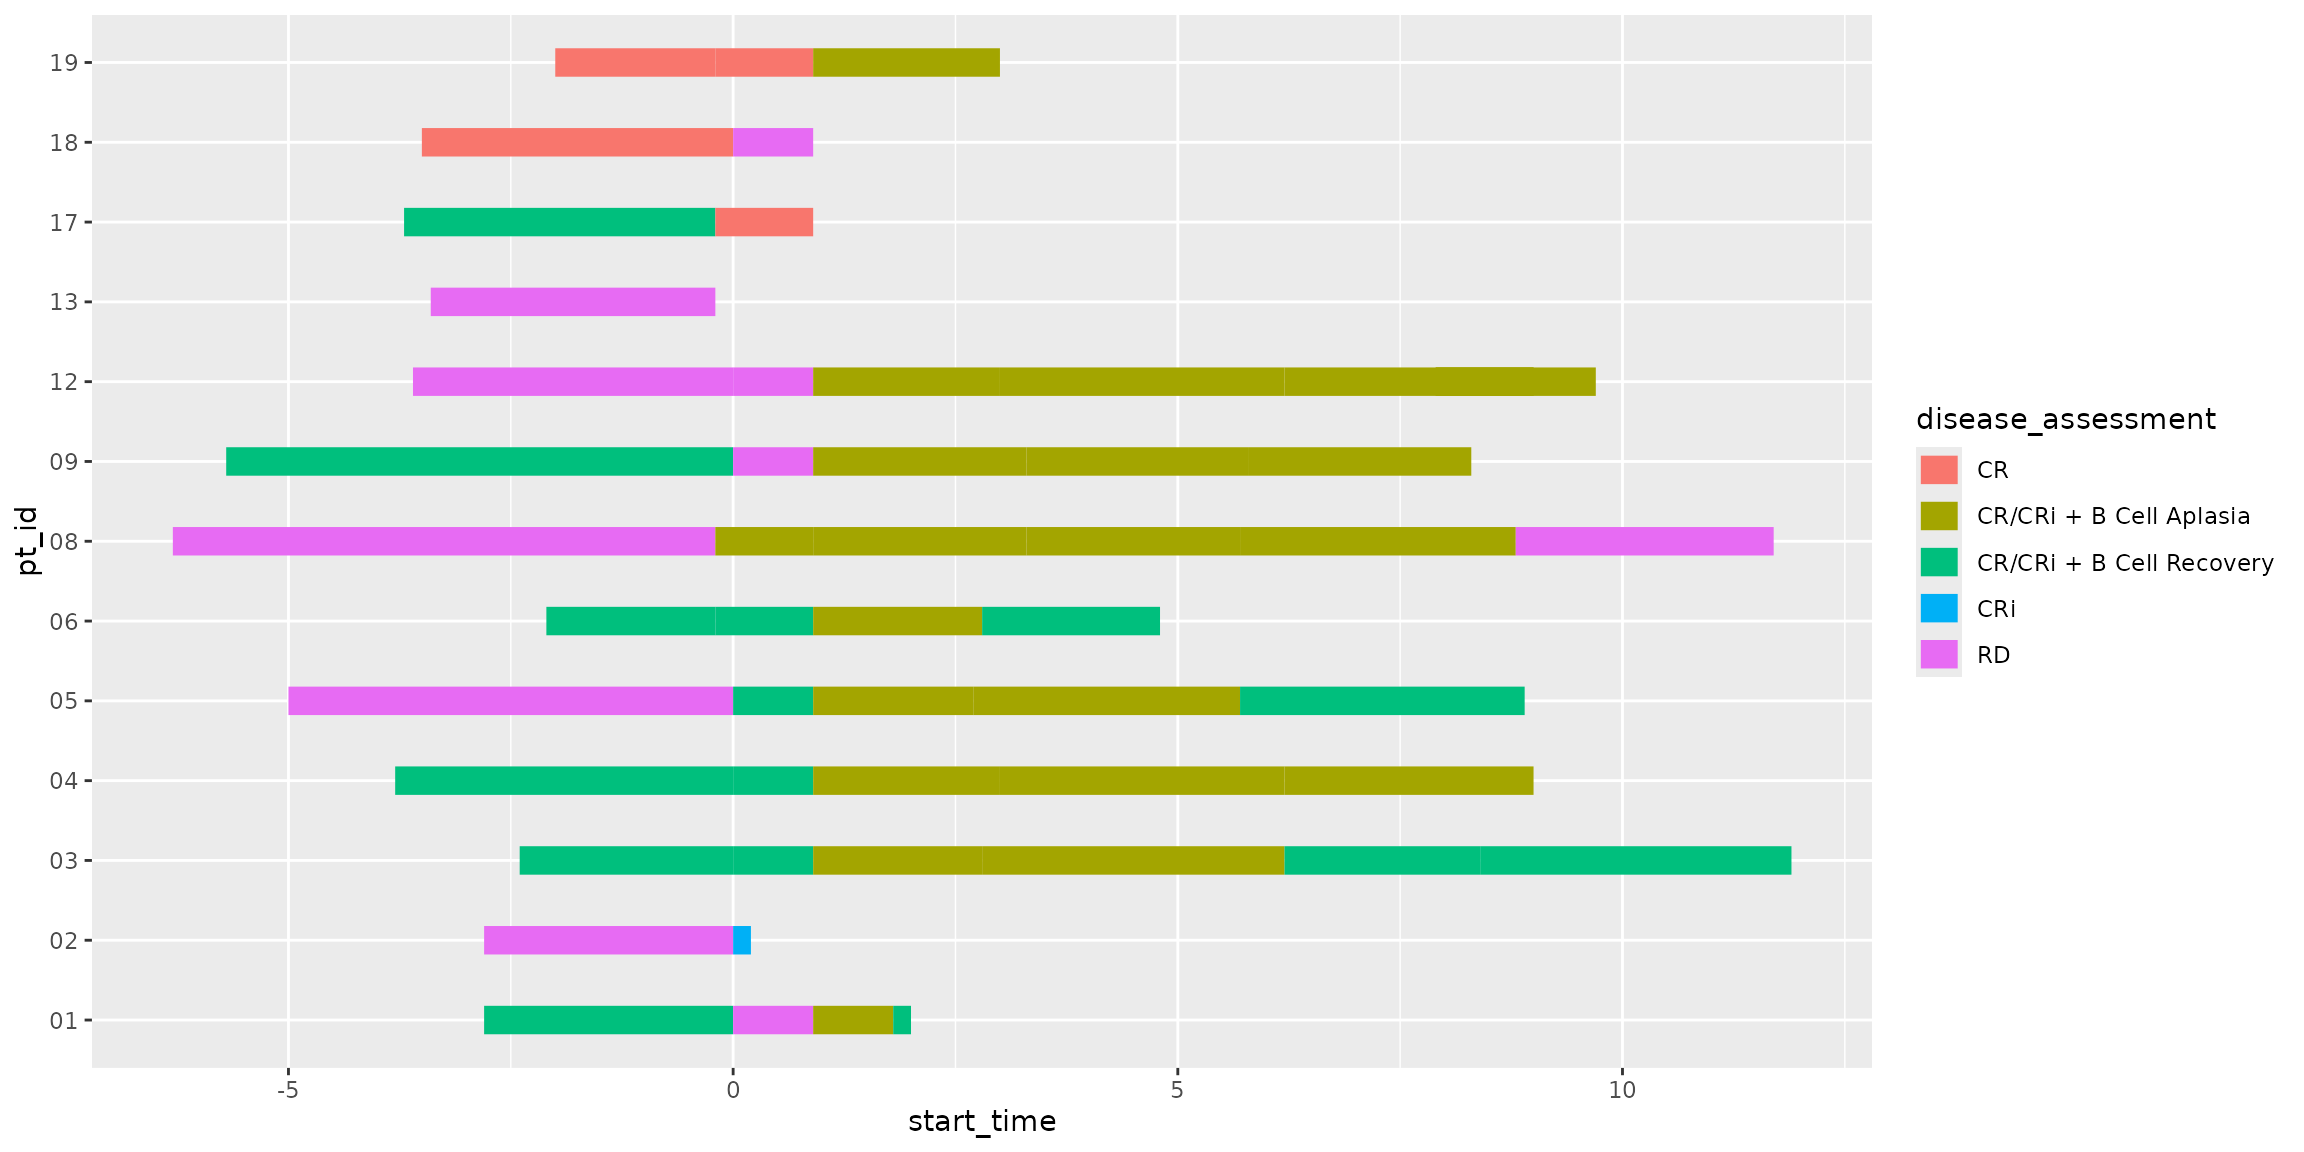 19
18
17
13
12
09
08
06
05
04
03
02
01
pt_id
-5 0 5 10
start_time
disease_assessment
CR
CR/CRi + B Cell Aplasia
CR/CRi + B Cell Recovery
CRi
RD